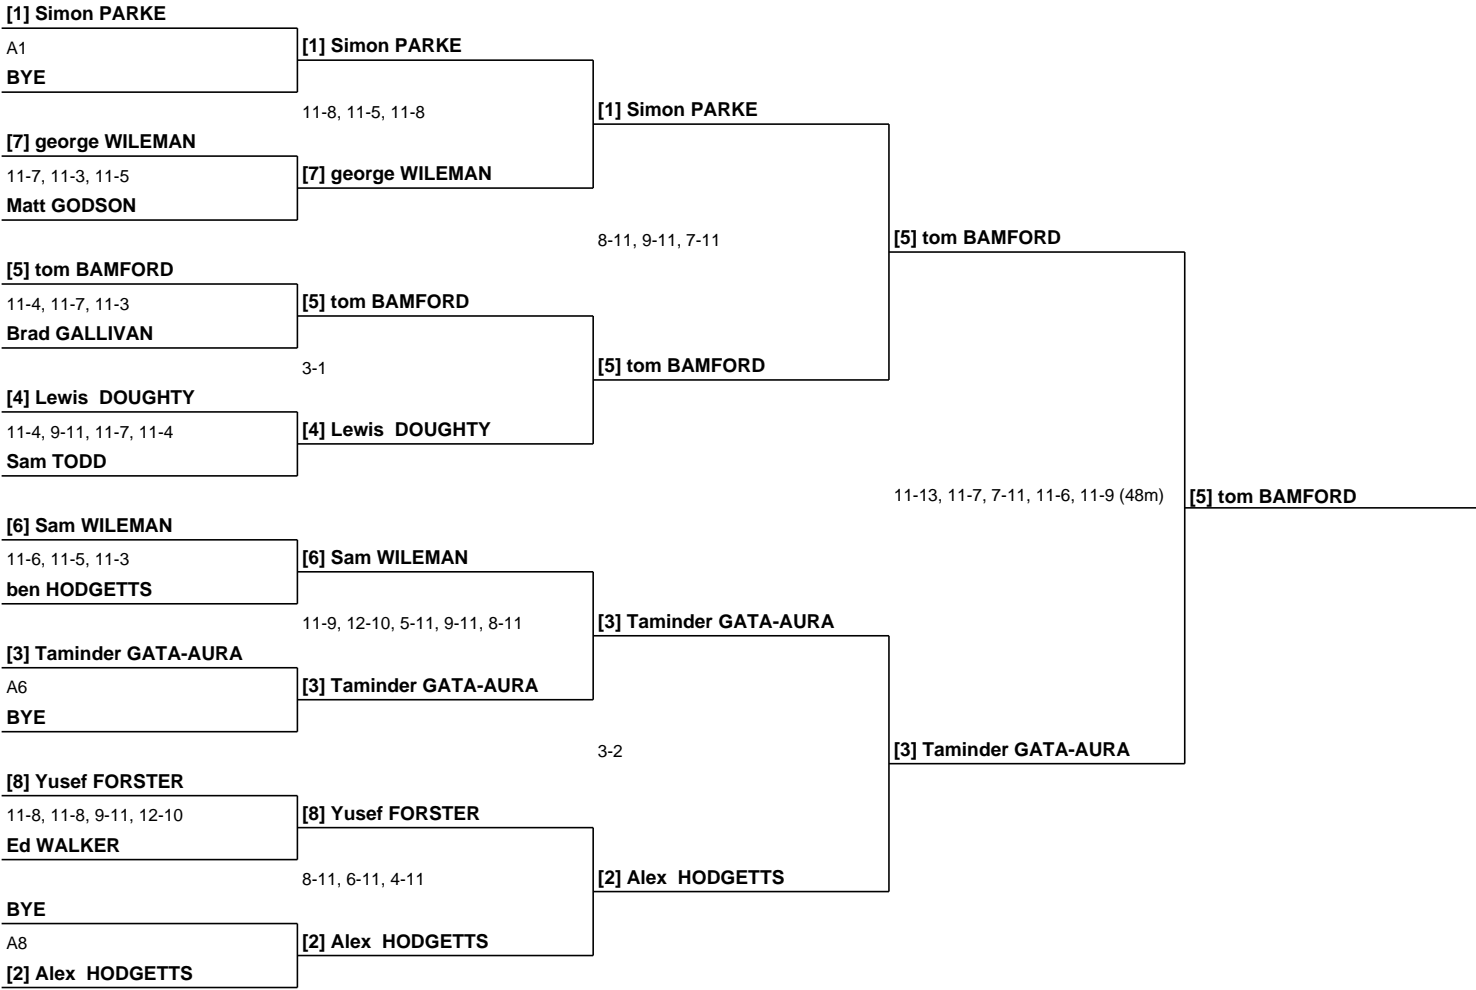 [1] Simon PARKE
A1
BYE
[7] george WILEMAN
11-7, 11-3, 11-5
Matt GODSON
[5] tom BAMFORD
11-4, 11-7, 11-3
Brad GALLIVAN
[4] Lewis  DOUGHTY
11-4, 9-11, 11-7, 11-4
Sam TODD
[6] Sam WILEMAN
11-6, 11-5, 11-3
ben HODGETTS
[3] Taminder GATA-AURA
A6
BYE
[8] Yusef FORSTER
11-8, 11-8, 9-11, 12-10
Ed WALKER
BYE
A8
[2] Alex  HODGETTS
[1] Simon PARKE
11-8, 11-5, 11-8
[7] george WILEMAN
[5] tom BAMFORD
3-1
[4] Lewis  DOUGHTY
[6] Sam WILEMAN
11-9, 12-10, 5-11, 9-11, 8-11
[3] Taminder GATA-AURA
[8] Yusef FORSTER
8-11, 6-11, 4-11
[2] Alex  HODGETTS
[1] Simon PARKE
8-11, 9-11, 7-11
[5] tom BAMFORD
[3] Taminder GATA-AURA
3-2
[2] Alex  HODGETTS
[5] tom BAMFORD
11-13, 11-7, 7-11, 11-6, 11-9 (48m)
[3] Taminder GATA-AURA
[5] tom BAMFORD